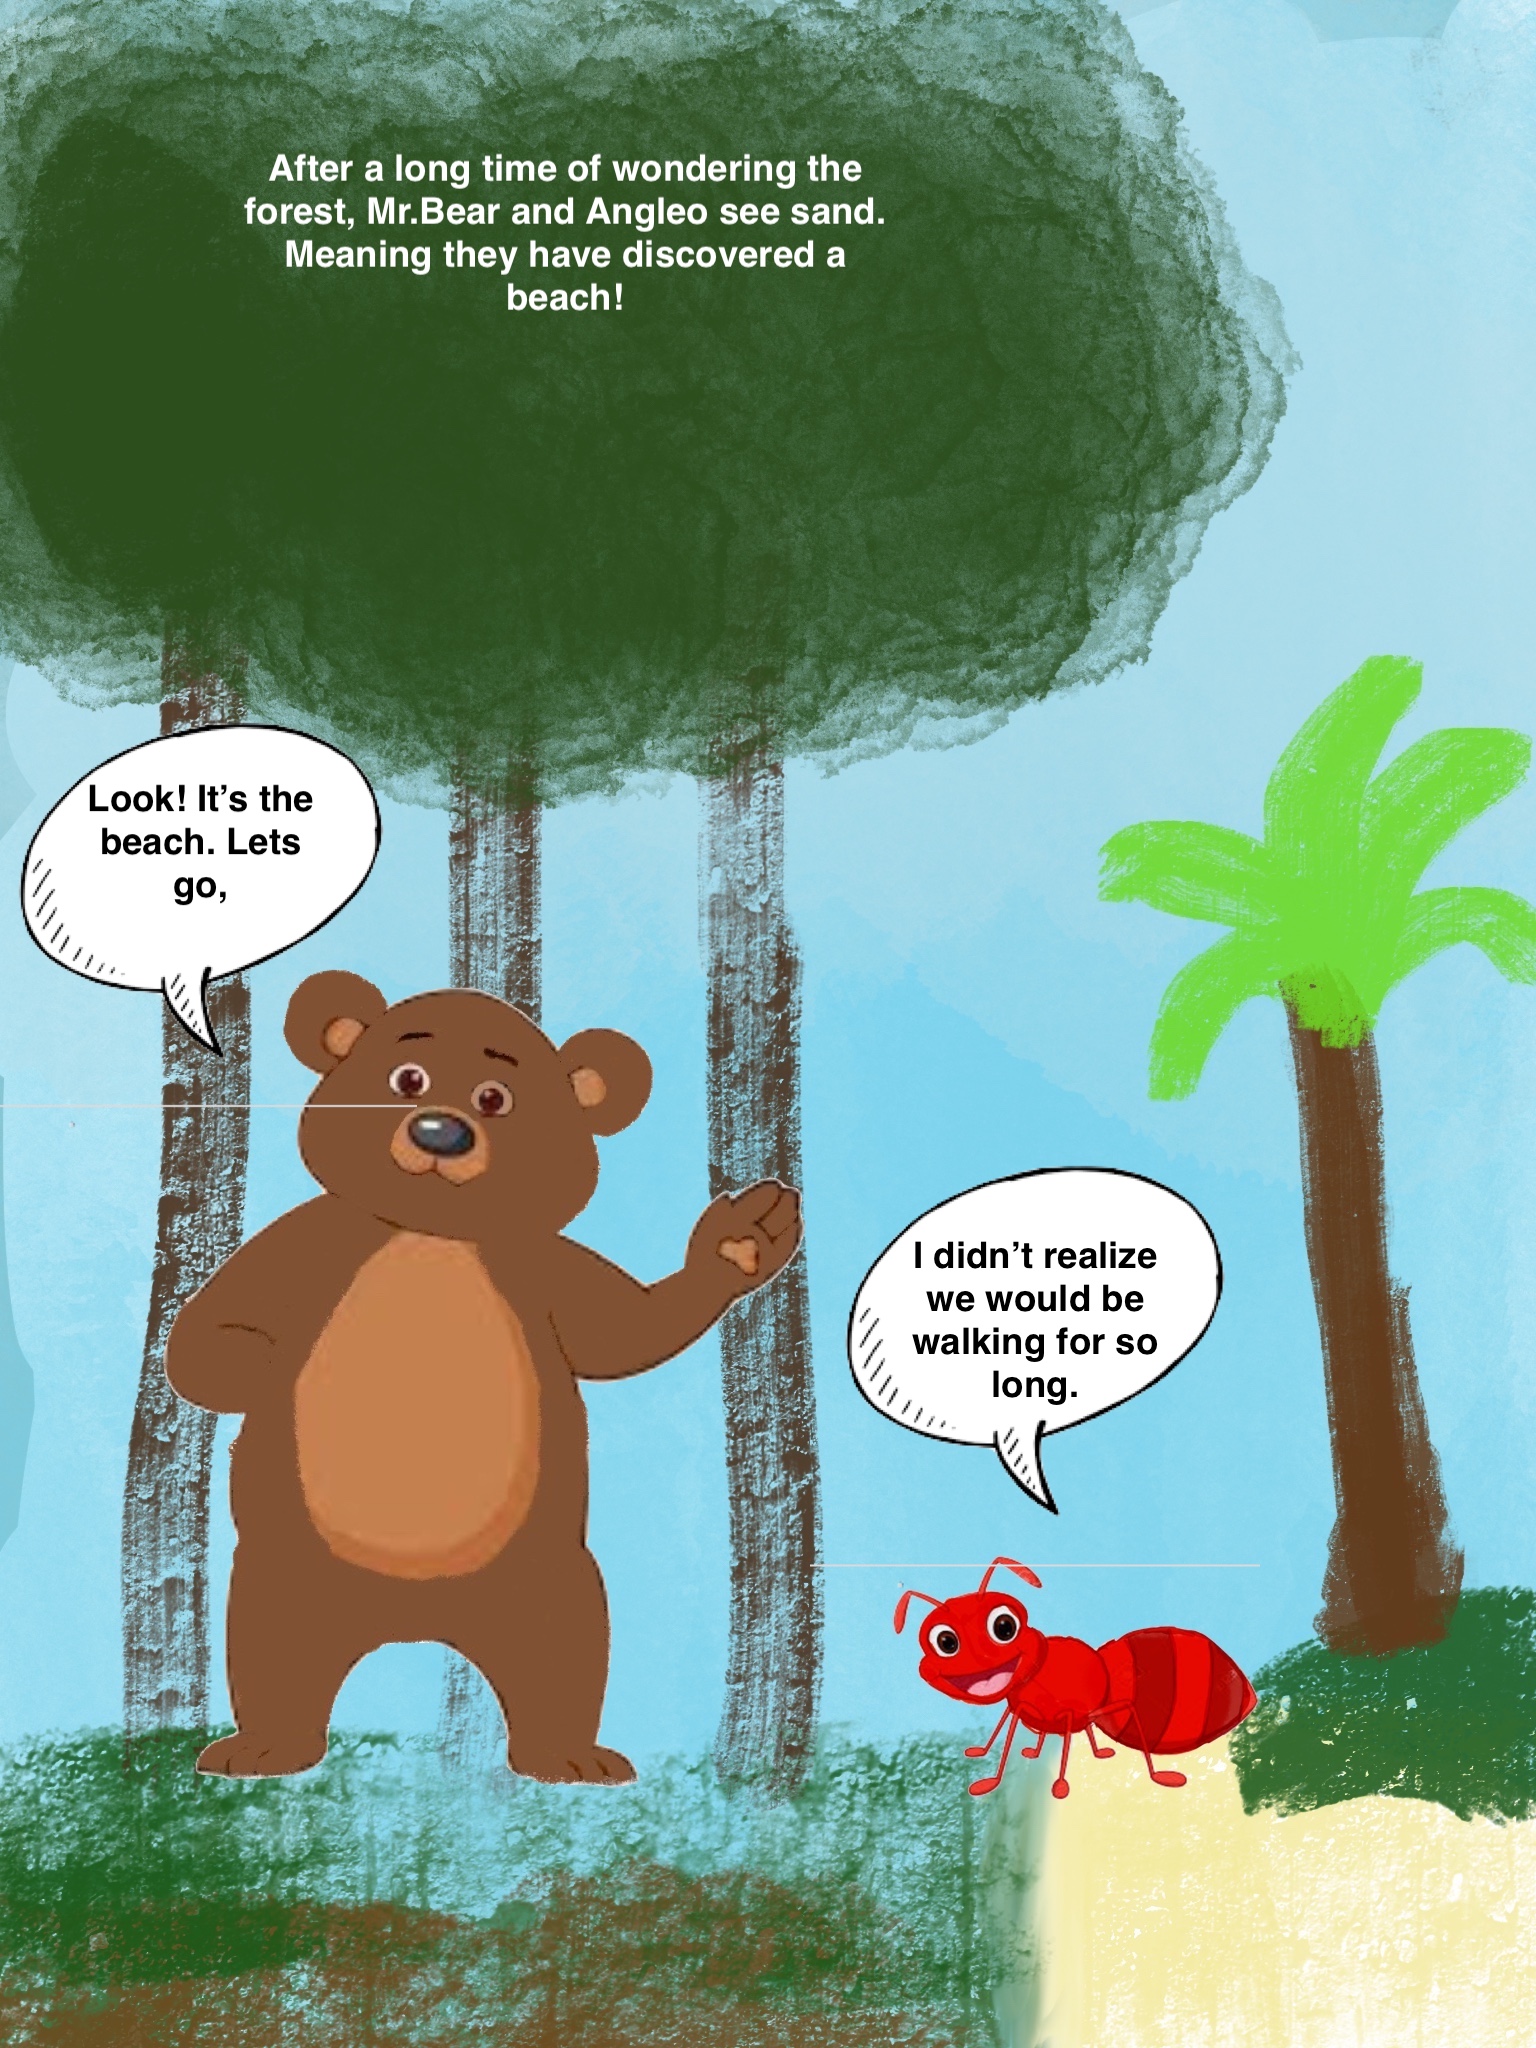 After a long time of wondering the
forest, Mr.Bear and Angleo see sand.
Meaning they have discovered a
beach!
Look! It’s the
beach. Lets
go,
I didn’t realize
we would be
walking for so
long.